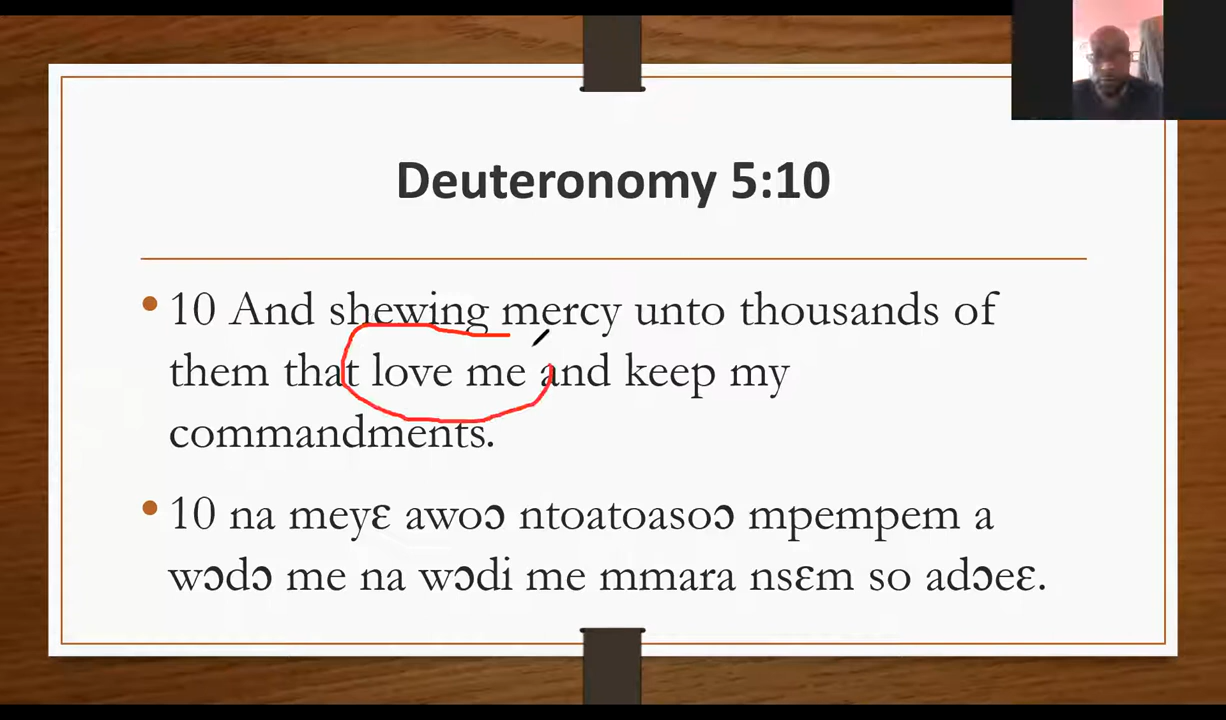 Deuteronomy 5:10
• 10 And shewing mercy unto thousands of
them that love me and keep my
commandments.
• 10 na meyɛ awoɔ ntoatoasoɔ mpempem a
wɔdɔ me na wɔdi me mmara nsɛm so adɔeɛ.